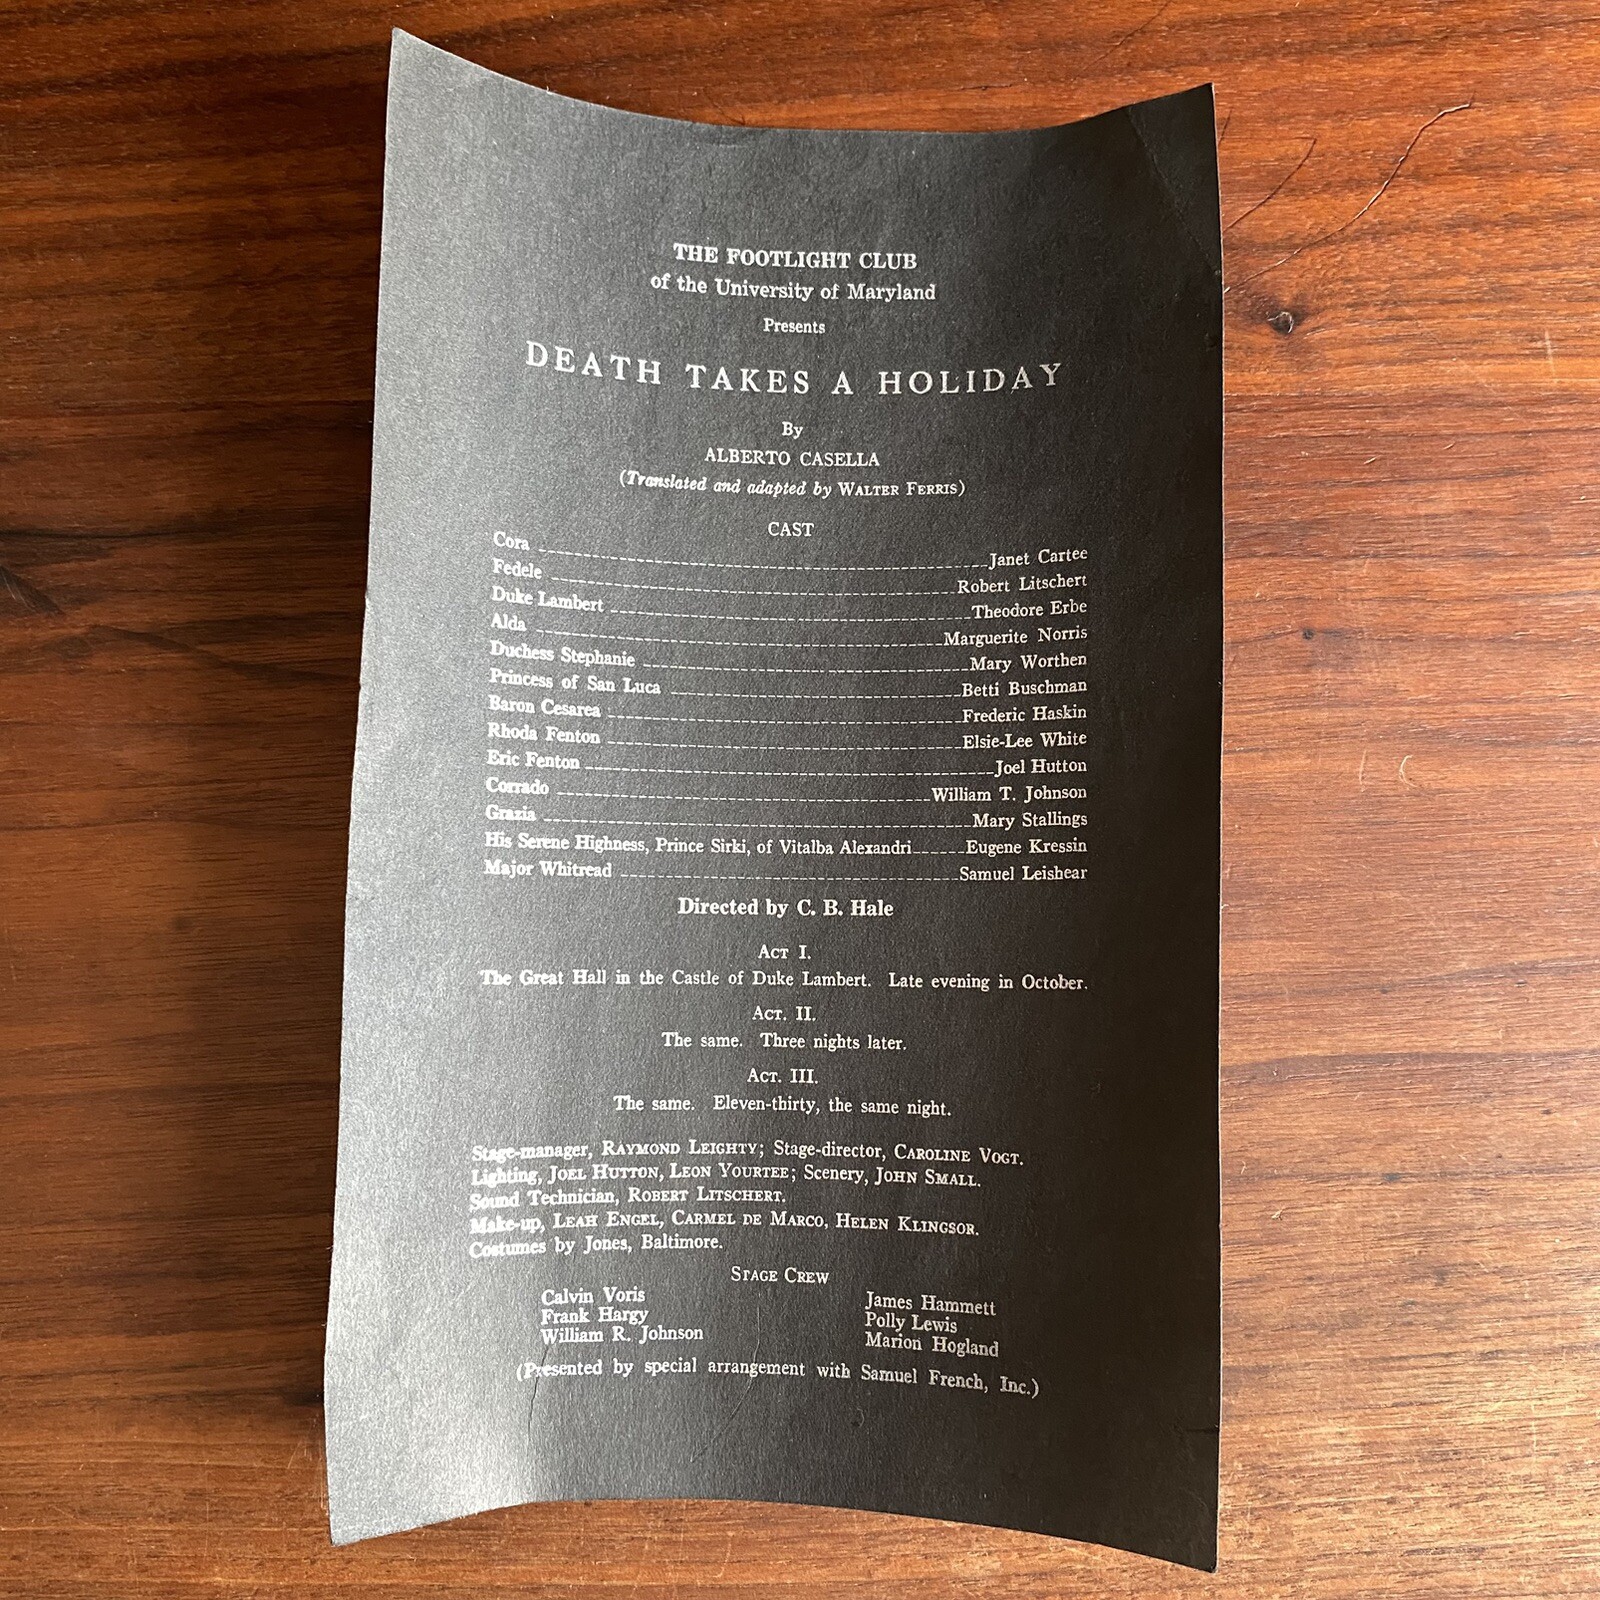 THE FOOTLIGHT CLUB
of the University of Maryland
Presents
DEATH TAKES A HOLIDAY
By
ALBERTO CASELLA
(Translated and adapted by WALTER FERRIS)
CAST
Cora Janet Cartee
Fedele Robert Litschert
Duke Lambert Theodore Erbe
Alda Marguerite Norris
Duchess Stephanie Mary Worthen
Princess of San Luca Betti Buschman
Baron Cesarea Frederic Haskin
Rhoda Fenton Elsie-Lee White
Eric Fenton Joel Hutton
Corrado William T. Johnson
Grazia Mary Stallings
His Serene Highness, Prince Sirki, of Vitalba Alexandri Eugene Kressin
Major Whitread Samuel Leishear
Directed by C. B. Hale
ACT I.
The Great Hall in the Castle of Duke Lambert. Late evening in October.
ACT. II.
The same. Three nights later.
ACT. III.
The same. Eleven-thirty, the same night.
Stage-manager, RAYMOND LEIGHTY; Stage-director, CAROLINE VOGT.
Lighting, JOEL HUTTON, LEON YOURTEE; Scenery, JOHN SMALL.
Sound Technician, ROBERT LITSCHERT.
Make-up, LEAH ENGEL, CARMEL DE MARCO, HELEN KLINGSOR.
Costumes by Jones, Baltimore.
STAGE CREW
Calvin Voris James Hammett
Frank Hargy Polly Lewis
William R. Johnson Marion Hogland
(Presented by special arrangement with Samuel French, Inc.)